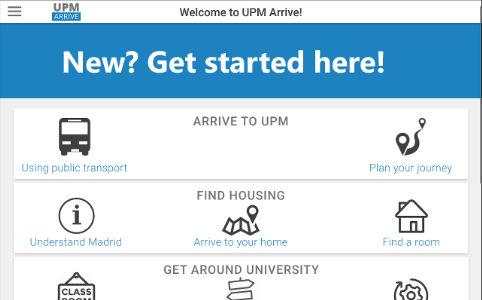 UPM
ARRIVE
Welcome to UPM Arrive!
New? Get started here!
ARRIVE TO UPM
Using public transport
Plan your journey
FIND HOUSING
Understand Madrid
Arrive to your home
Find a room
GET AROUND UNIVERSITY
CLASS
ROOM